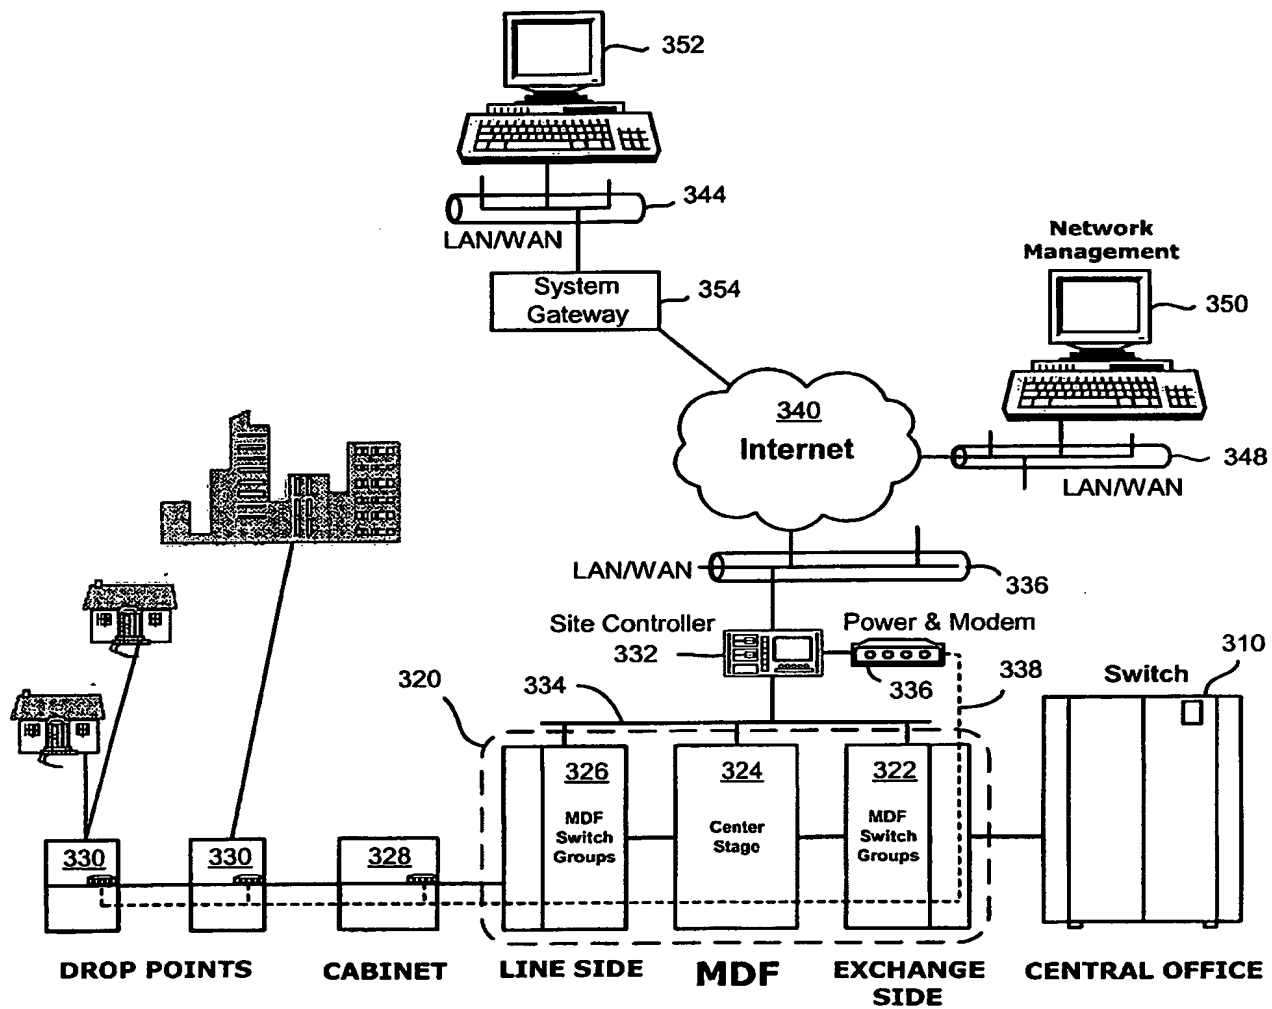 352
344
LAN/WAN
System
Gateway
354
Network
Management
350
340
Internet
348
LAN/WAN
LAN/WAN
336
Site Controller
332
Power & Modem
336
338
Switch
310
320
334
326
MDF
Switch
Groups
324
Center
Stage
322
MDF
Switch
Groups
330
330
328
DROP POINTS
CABINET
LINE SIDE
MDF
EXCHANGE
SIDE
CENTRAL OFFICE